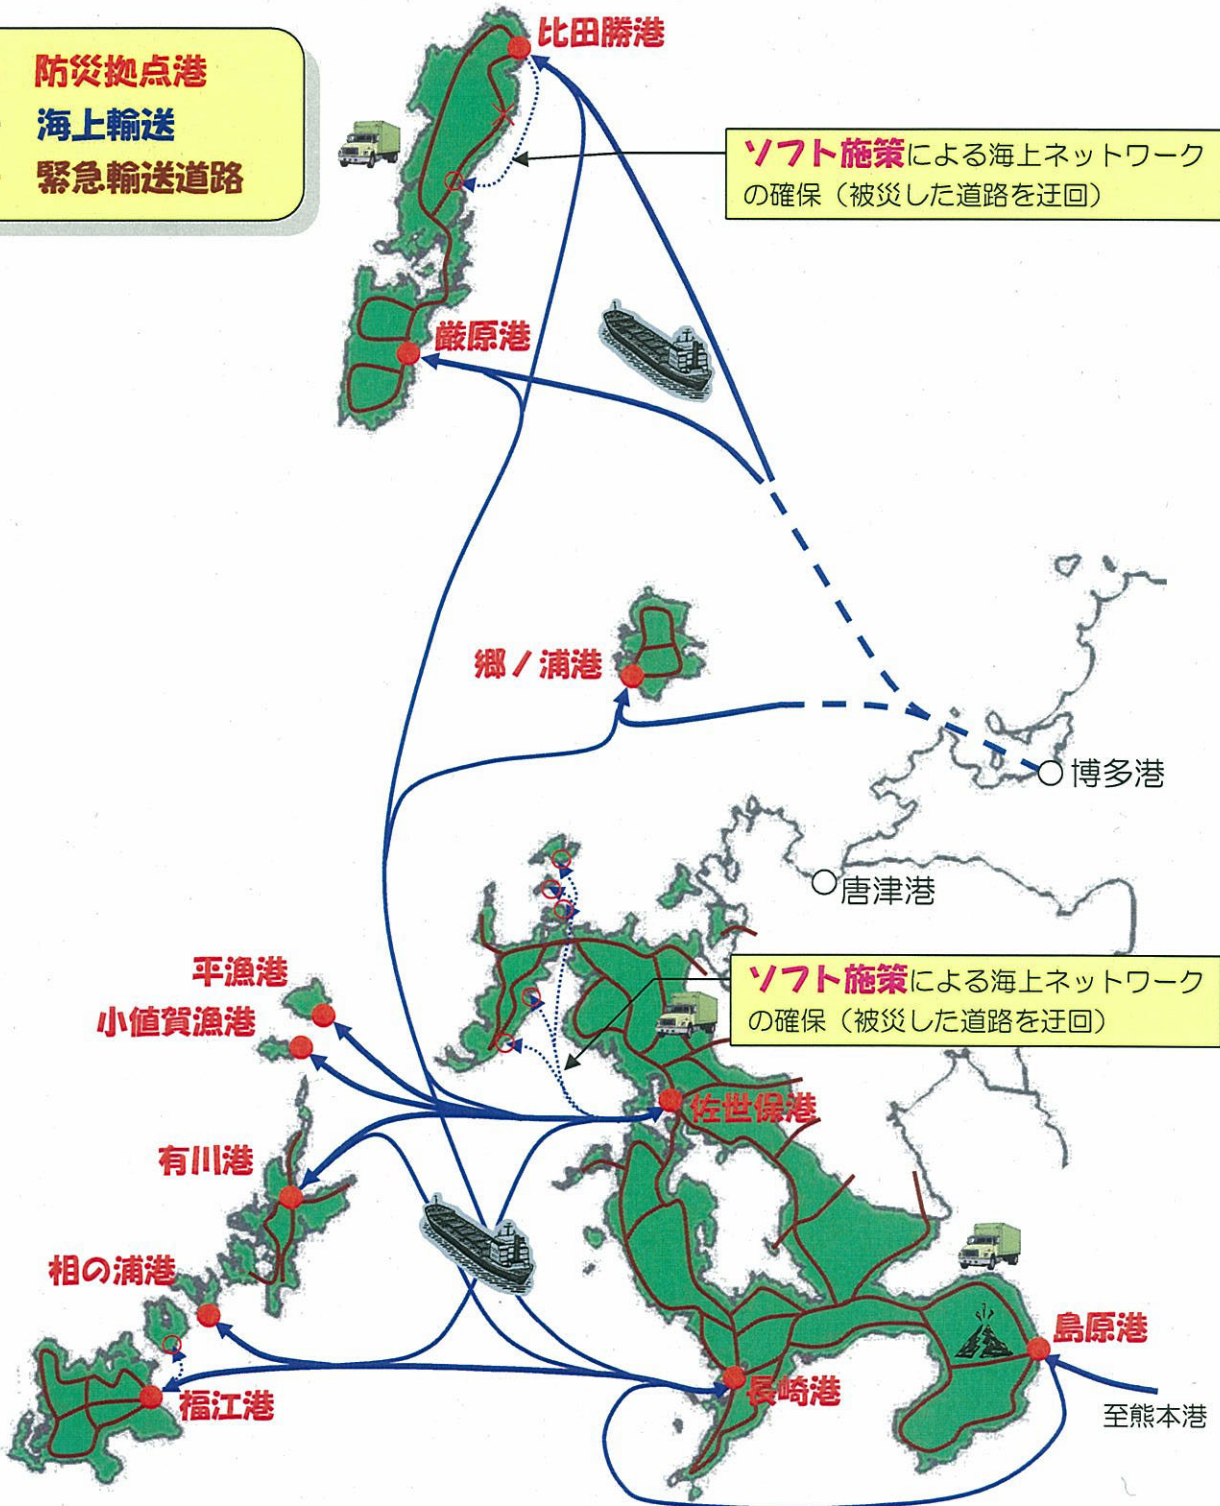 比田勝港
防災拠点港
海上輸送
緊急輸送道路
ソフト施策による海上ネットワーク
の確保（被災した道路を迂回）
厳原港
郷ノ浦港
博多港
唐津港
平漁港
小値賀漁港
ソフト施策による海上ネットワーク
の確保（被災した道路を迂回）
佐世保港
有川港
相の浦港
島原港
福江港
長崎港
至熊本港